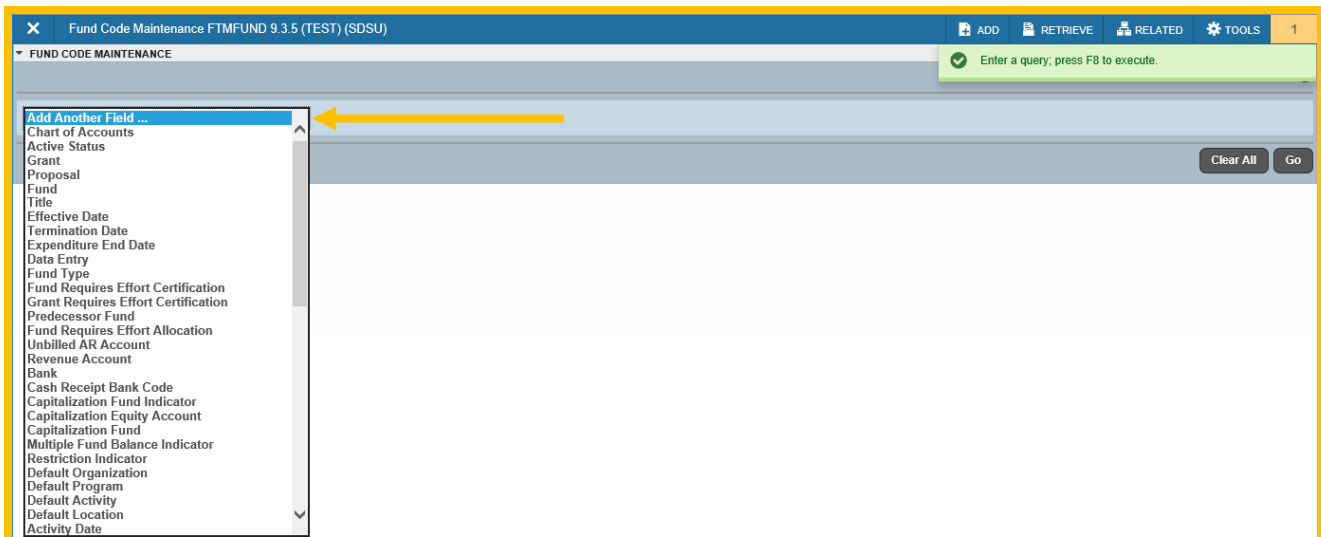 Fund Code Maintenance FTMFUND 9.3.5 (TEST) (SDSU) ADD RETRIEVE RELATED TOOLS 1
FUND CODE MAINTENANCE
Enter a query; press F8 to execute.
Add Another Field ...
Chart of Accounts
Active Status
Grant
Proposal
Clear All Go
Fund
Title
Effective Date
Termination Date
Expenditure End Date
Data Entry
Fund Type
Fund Requires Effort Certification
Grant Requires Effort Certification
Predecessor Fund
Fund Requires Effort Allocation
Unbilled AR Account
Revenue Account
Bank
Cash Receipt Bank Code
Capitalization Fund Indicator
Capitalization Equity Account
Capitalization Fund
Multiple Fund Balance Indicator
Restriction Indicator
Default Organization
Default Program
Default Activity
Default Location
Activity Date